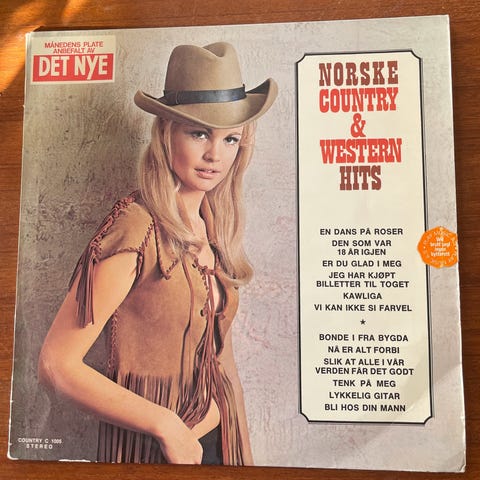 MÅNEDENS PLATE
ANBEFALT AV
DET NYE
NORSKE
COUNTRY
&
WESTERN
HITS
EN DANS PÅ ROSER
DEN SOM VAR
18 ÅR IGJEN
ER DU GLAD I MEG
JEG HAR KJØPT
BILLETTER TIL TOGET
KAWLIGA
VI KAN IKKE SI FARVEL
★
BONDE I FRA BYGDA
NÅ ER ALT FORBI
SLIK AT ALLE I VÅR
VERDEN FÅR DET GODT
TENK PÅ MEG
LYKKELIG GITAR
BLI HOS DIN MANN
COUNTRY C 1005
STEREO